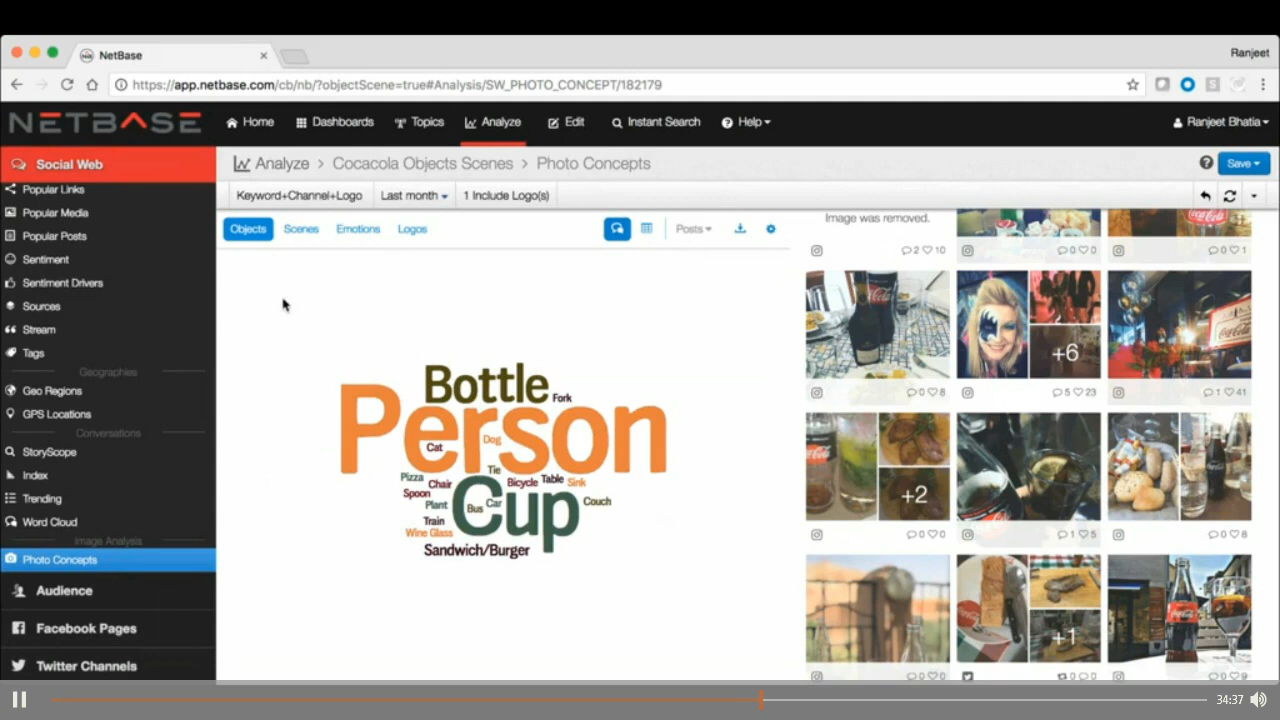 NetBase
Ranjeet
https://app.netbase.com/cb/nb/?objectScene=true#Analysis/SW_PHOTO_CONCEPT/182179
NETBASE
Home
Dashboards
Topics
Analyze
Edit
Instant Search
Help
Ranjeet Bhatia
Social Web
Analyze > Cocacola Objects Scenes > Photo Concepts
Save
Keyword+Channel+Logo
Last month
1 Include Logo(s)
Popular Links
Popular Media
Popular Posts
Sentiment
Sentiment Drivers
Sources
Stream
Tags
Geographies
Geo Regions
GPS Locations
Conversations
StoryScope
Index
Trending
Word Cloud
Image Analysis
Photo Concepts
Audience
Facebook Pages
Twitter Channels
Objects
Scenes
Emotions
Logos
Posts
Bottle
Fork
Person
Cat
Dog
Tie
Pizza
Chair
Bicycle
Table
Sink
Spoon
Cup
Plant
Bus
Car
Couch
Train
Wine Glass
Sandwich/Burger
Image was removed.
2 10
0 0
0 1
+6
0 8
5 23
1 41
+2
0 0
1 5
0 8
+1
0 0
0 0
0 9
34:37